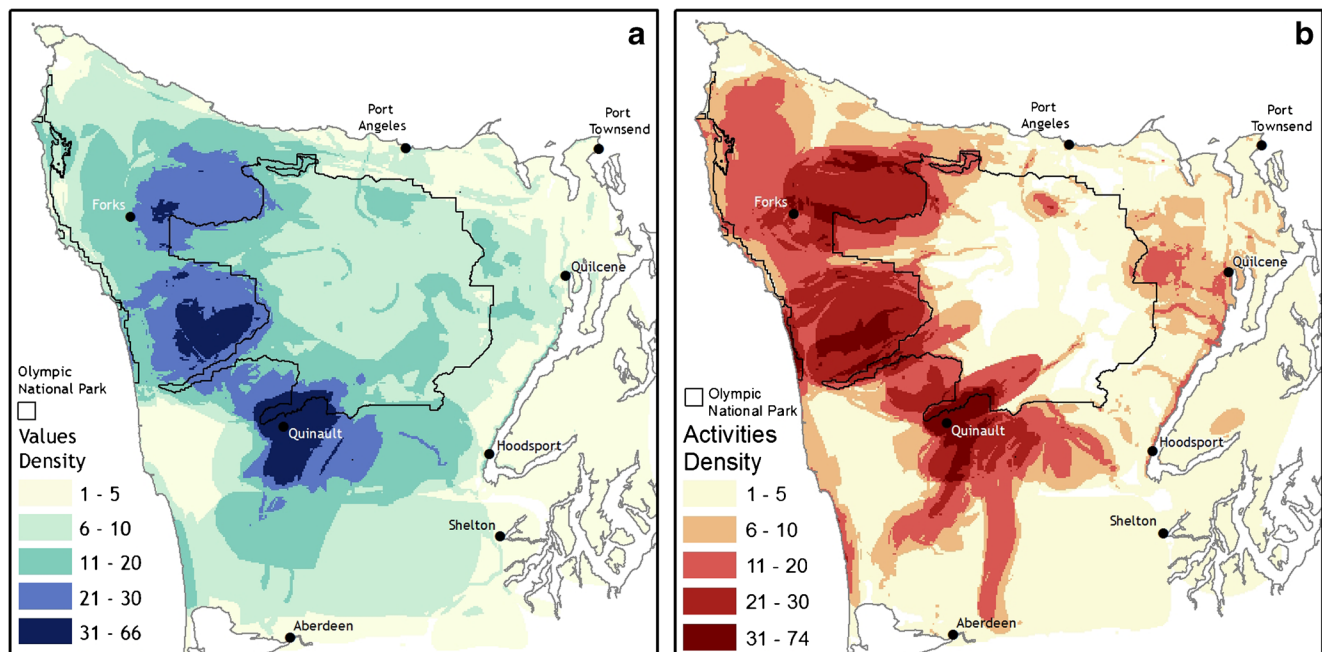 a
Port
Angeles
Port
Townsend
Forks
Quilcene
Olympic
National Park
Quinault
Values
Density
Hoodsport
1 - 5
6 - 10
Shelton
11 - 20
21 - 30
31 - 66
Aberdeen
b
Port
Angeles
Port
Townsend
Forks
Quilcene
Olympic
National Park
Quinault
Activities
Density
Hoodsport
1 - 5
6 - 10
Shelton
11 - 20
21 - 30
31 - 74
Aberdeen